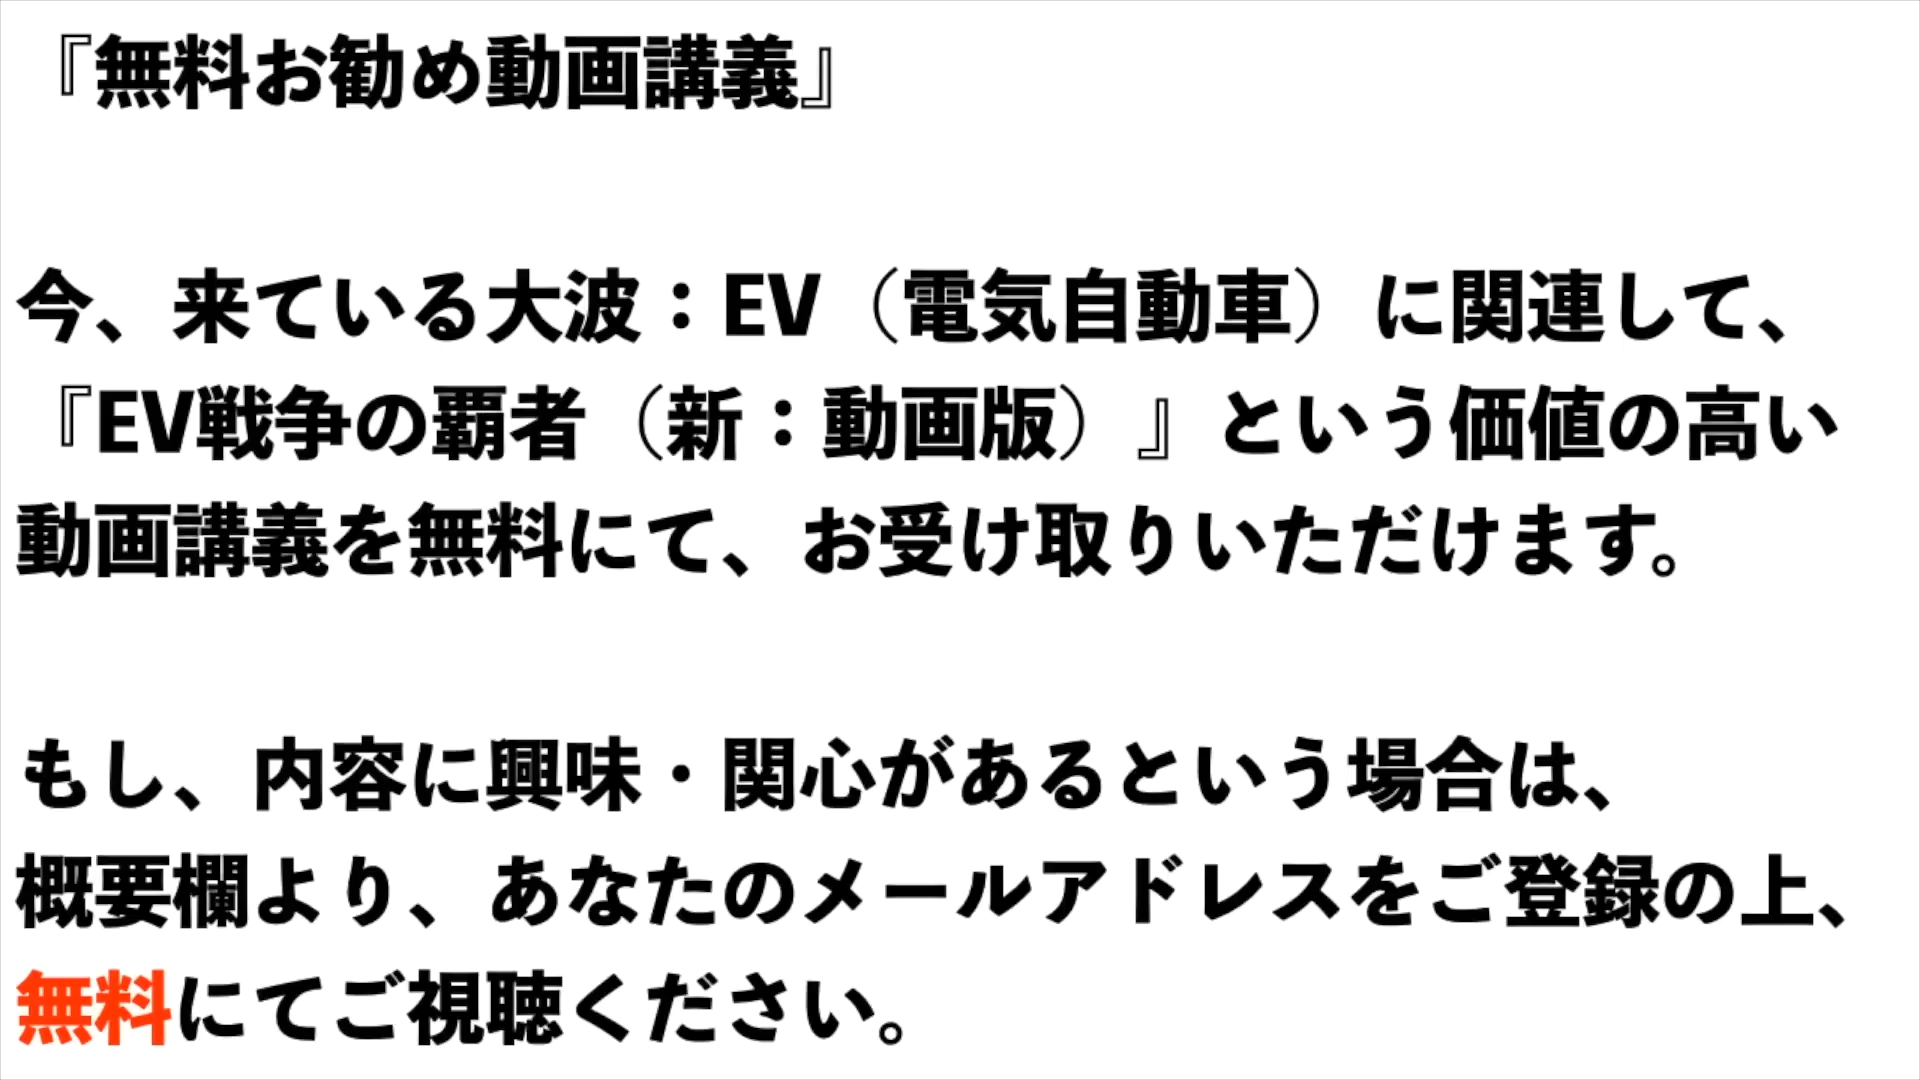 『無料お勧め動画講義』
今、来ている大波：EV（電気自動車）に関連して、
『EV戦争の覇者（新：動画版）』という価値の高い
動画講義を無料にて、お受け取りいただけます。
もし、内容に興味・関心があるという場合は、
概要欄より、あなたのメールアドレスをご登録の上、
無料にてご視聴ください。